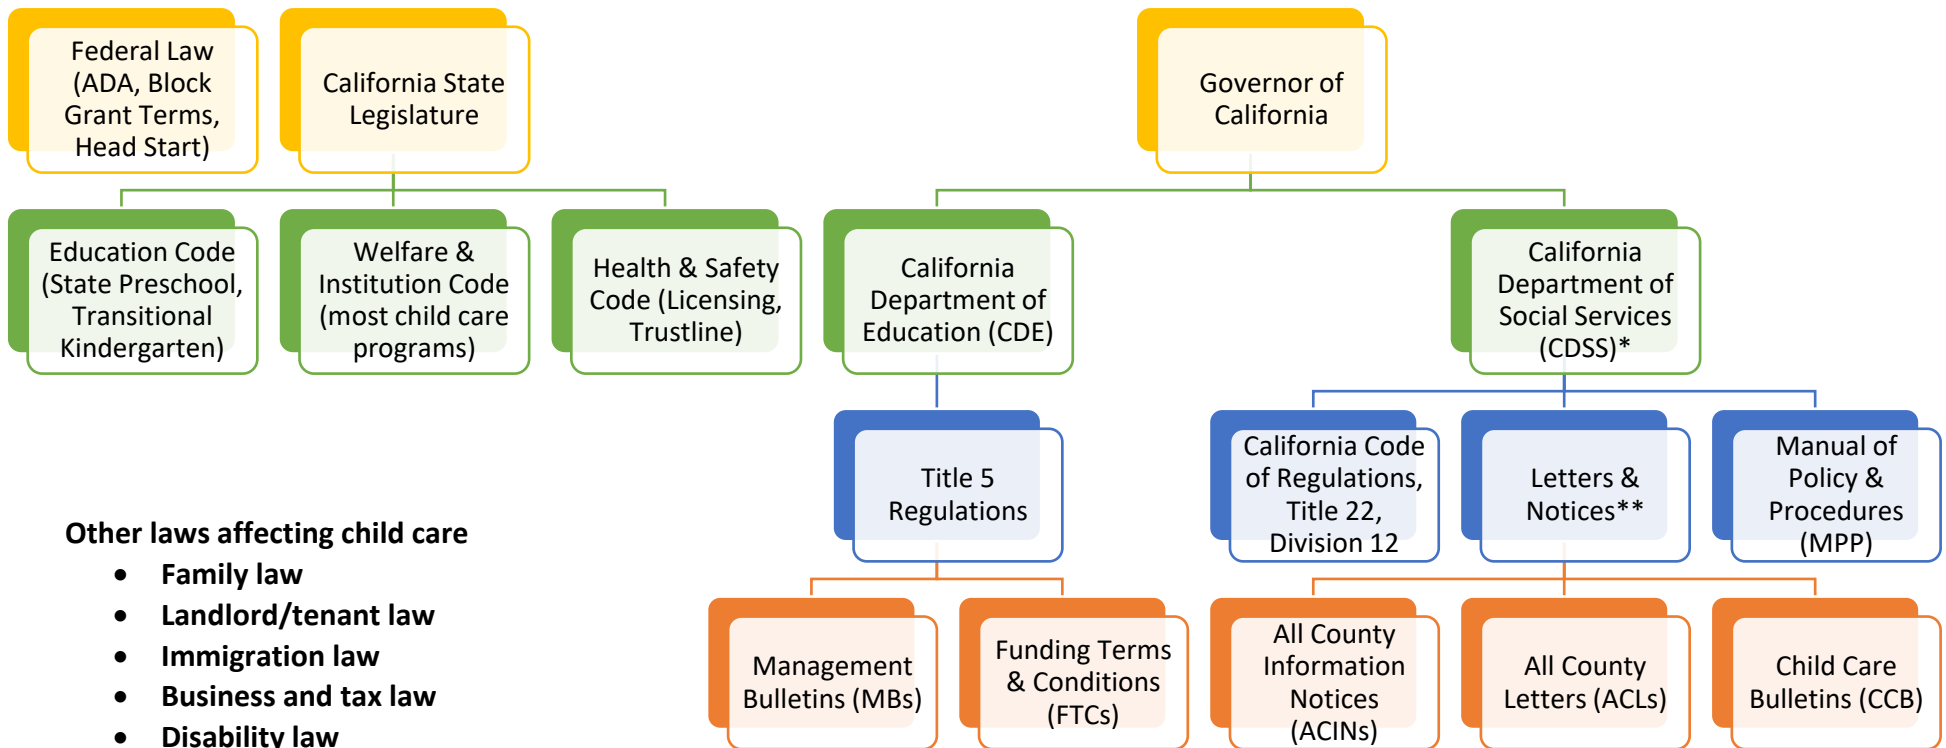 Federal Law
(ADA, Block
Grant Terms,
Head Start)
California State
Legislature
Governor of
California
Education Code
(State Preschool,
Transitional
Kindergarten)
Welfare &
Institution Code
(most child care
programs)
Health & Safety
Code (Licensing,
Trustline)
California
Department of
Education (CDE)
California
Department of
Social Services
(CDSS)*
Title 5
Regulations
California Code
of Regulations,
Title 22,
Division 12
Letters &
Notices**
Manual of
Policy &
Procedures
(MPP)
Other laws affecting child care
• Family law
• Landlord/tenant law
• Immigration law
• Business and tax law
• Disability law
Management
Bulletins (MBs)
Funding Terms
& Conditions
(FTCs)
All County
Information
Notices
(ACINs)
All County
Letters (ACLs)
Child Care
Bulletins (CCB)